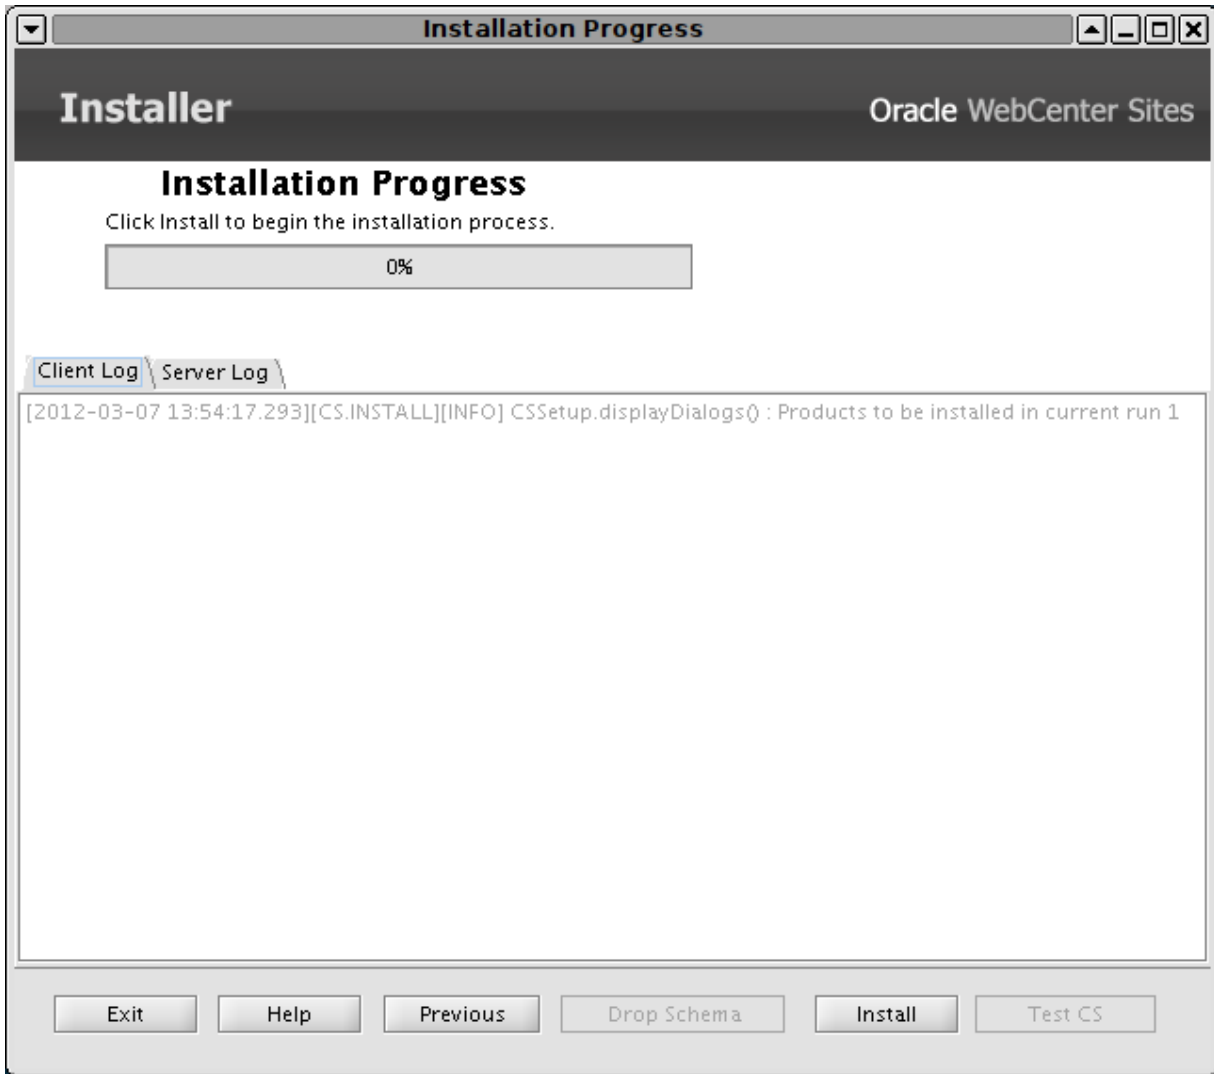 Installation Progress
Installer
Oracle WebCenter Sites
Installation Progress
Click Install to begin the installation process.
0%
Client Log
Server Log
[2012-03-07 13:54:17.293][CS.INSTALL][INFO] CSSetup.displayDialogs() : Products to be installed in current run 1
Exit
Help
Previous
Drop Schema
Install
Test CS